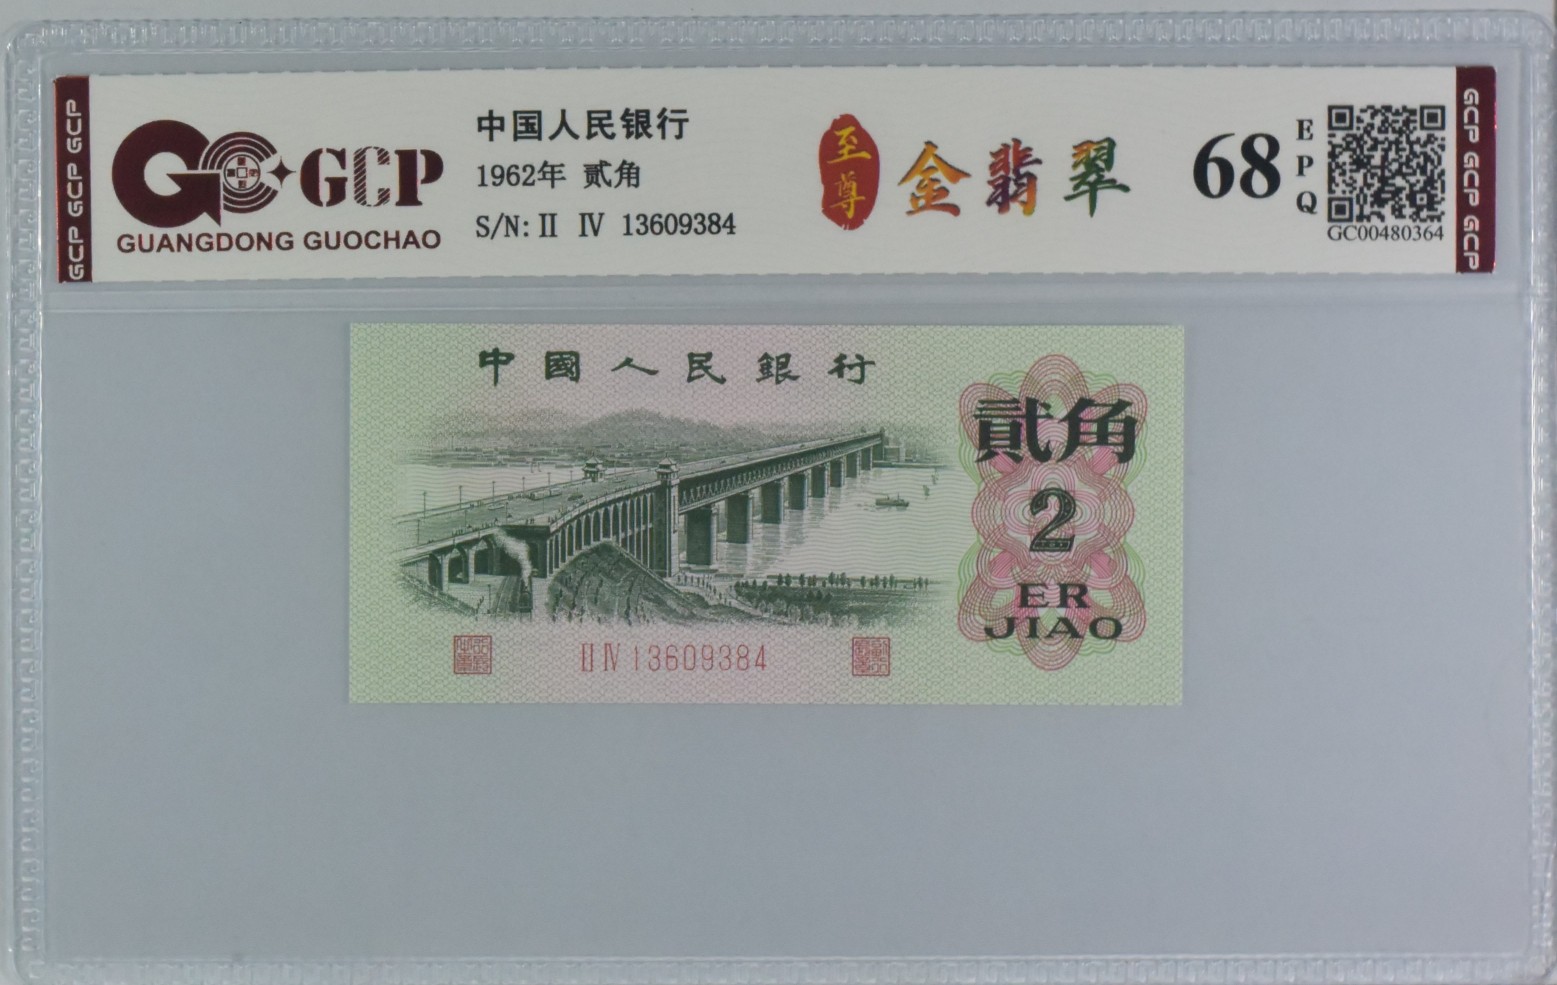 GCP GCP GCP
GCP
GUANGDONG GUOCHAO
中国人民银行
1962年 贰角
S/N: II IV 13609384
至尊
金翡翠
68
EPQ
GC00480364
GCP GCP GCP
中國人民銀行
貳角
2
ER
JIAO
II IV 13609384